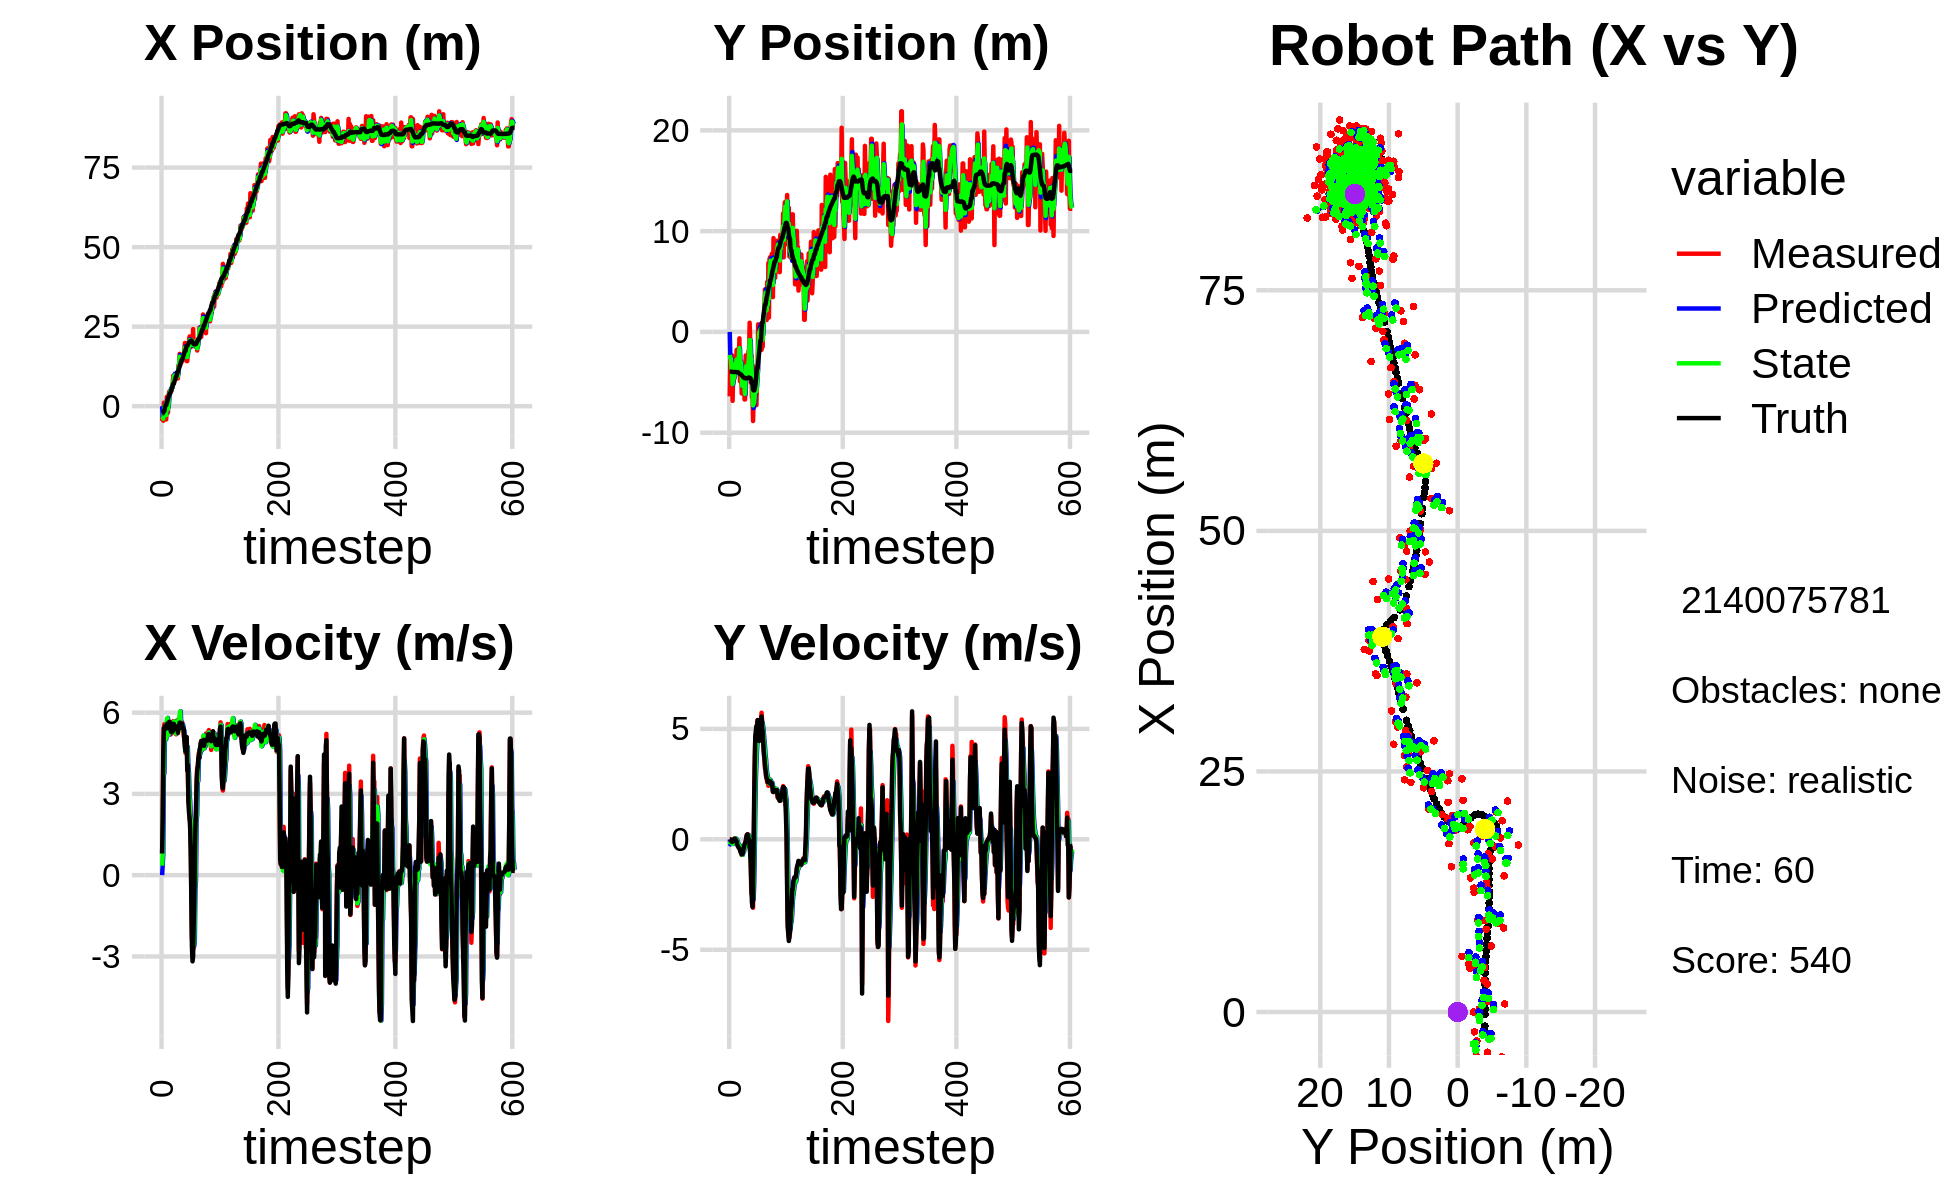 X Position (m)
75
50
25
0
0
200
400
600
timestep
Y Position (m)
20
10
0
-10
0
200
400
600
timestep
X Velocity (m/s)
6
3
0
-3
0
200
400
600
timestep
Y Velocity (m/s)
5
0
-5
0
200
400
600
timestep
Robot Path (X vs Y)
X Position (m)
75
50
25
0
20 10 0 -10 -20
Y Position (m)
variable
Measured
Predicted
State
Truth
2140075781
Obstacles: none
Noise: realistic
Time: 60
Score: 540